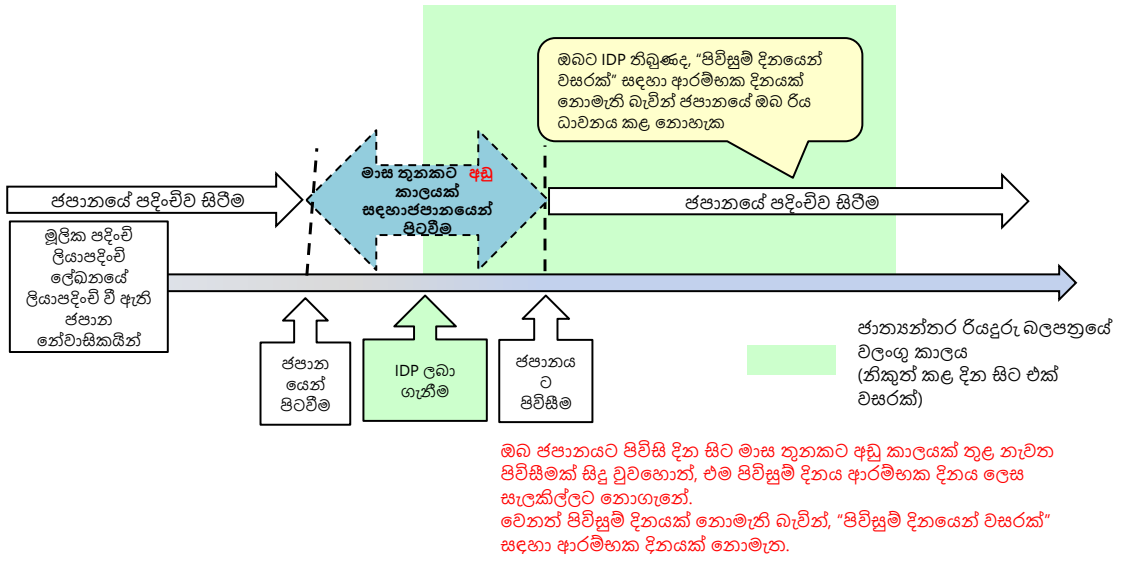 ඔබට IDP තිබුණද, “පිවිසුම් දිනයෙන්
වසරක්” සඳහා ආරම්භක දිනයක්
නොමැති බැවින් ජපානයේ ඔබ රිය
ධාවනය කළ නොහැක
මාස තුනකට අඩු
කාලයක්
සඳහාජපානයෙන්
පිටවීම
ජපානයේ පදිංචිව සිටීම
ජපානයේ පදිංචිව සිටීම
මූලික පදිංචි
ලියාපදිංචි
ලේඛනයේ
ලියාපදිංචි වී ඇති
ජපාන
නේවාසිකයින්
ජපාන
යෙන්
පිටවීම
IDP ලබා
ගැනීම
ජපානය
ට
පිවිසීම
ජාත්‍යන්තර රියදුරු බලපත්‍රයේ
වලංගු කාලය
(නිකුත් කළ දින සිට එක්
වසරක්)
ඔබ ජපානයට පිවිසි දින සිට මාස තුනකට අඩු කාලයක් තුළ නැවත
පිවිසීමක් සිදු වුවහොත්, එම පිවිසුම් දිනය ආරම්භක දිනය ලෙස
සැලකිල්ලට නොගැනේ.
වෙනත් පිවිසුම් දිනයක් නොමැති බැවින්, “පිවිසුම් දිනයෙන් වසරක්”
සඳහා ආරම්භක දිනයක් නොමැත.